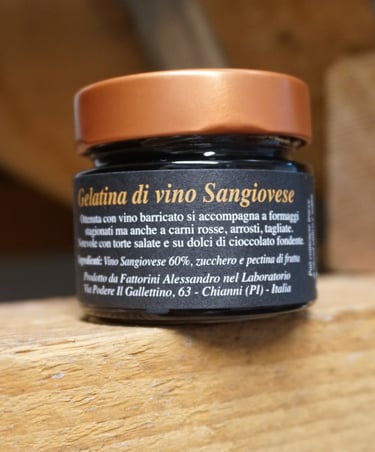 Gelatina di vino Sangiovese
Ottenuta con vino barricato si accompagna a formaggi
stagionati ma anche a carni rosse, arrosti, tagliate.
Notevole con torte salate e su dolci di cioccolato fondente.
Ingredienti: Vino Sangiovese 60%, zucchero e pectina di frutta
Prodotto da Fattorini Alessandro nel Laboratorio
Via Podere Il Gallettino, 63 - Chianni (PI) - Italia